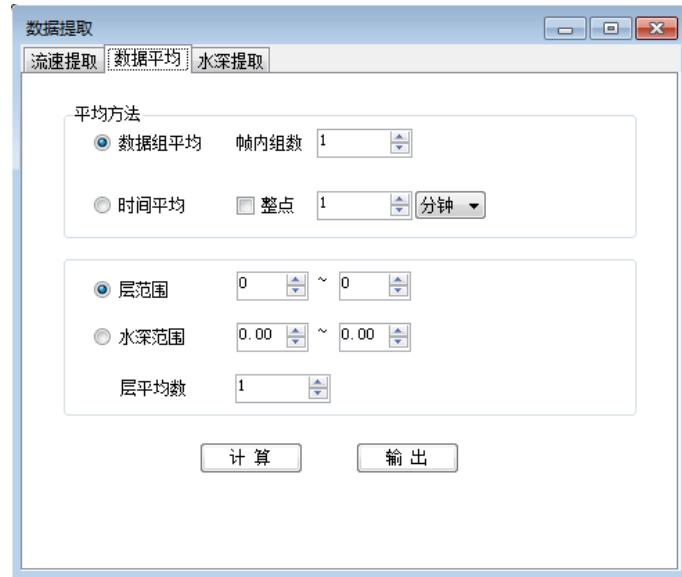 数据提取
流速提取 数据平均 水深提取
平均方法
数据组平均 帧内组数 1
时间平均 整点 1 分钟
层范围 0 ~ 0
水深范围 0.00 ~ 0.00
层平均数 1
计 算 输 出